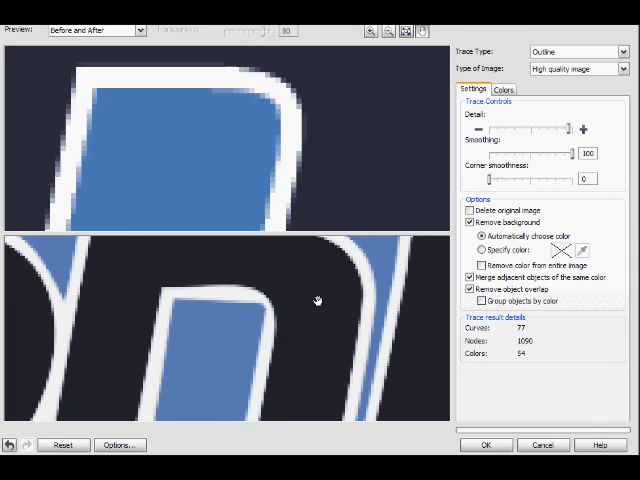 Preview: Before and After Transparency: 80
Trace Type: Outline
Type of Image: High quality image
Settings Colors
Trace Controls
Detail:
Smoothing:
100
Corner smoothness:
0
Options
Delete original image
Remove background
Automatically choose color
Specify color:
Remove color from entire image
Merge adjacent objects of the same color
Remove object overlap
Group objects by color
Trace result details
Curves: 77
Nodes: 1090
Colors: 54
Reset Options... OK Cancel Help